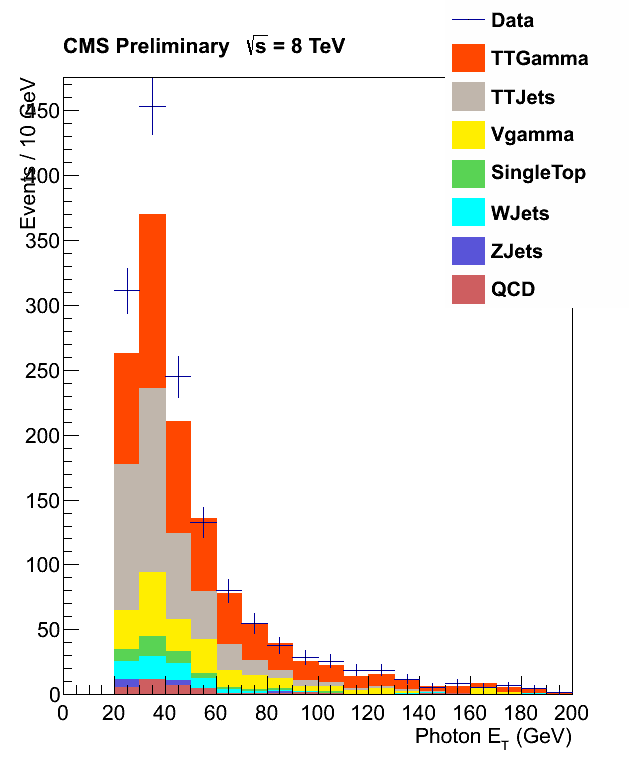 CMS Preliminary √s = 8 TeV
Data
TTGamma
TTJets
Vgamma
SingleTop
WJets
ZJets
QCD
Events / 10 GeV
450
400
350
300
250
200
150
100
50
0
0 20 40 60 80 100 120 140 160 180 200
Photon E_T (GeV)